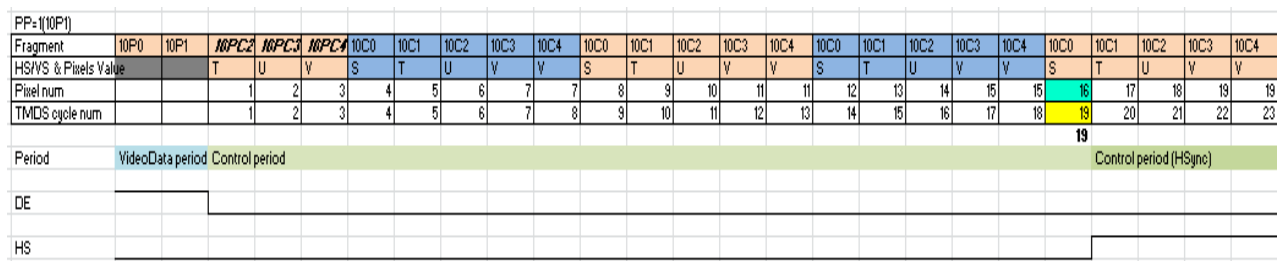 PP=1(10P1)
Fragment 10P0 10P1 10PC2 10PC3 10PC4 10C0 10C1 10C2 10C3 10C4 10C0 10C1 10C2 10C3 10C4 10C0 10C1 10C2 10C3 10C4 10C0 10C1 10C2 10C3 10C4
HS/VS & Pixels Value T U V S T U V V S T U V V S T U V V S T U V V
Pixel num 1 2 3 4 5 6 7 7 8 9 10 11 11 12 13 14 15 15 16 17 18 19 19
TMDS cycle num 1 2 3 4 5 6 7 8 9 10 11 12 13 14 15 16 17 18 19 20 21 22 23
19
Period VideoData period Control period Control period (HSync)
DE
HS